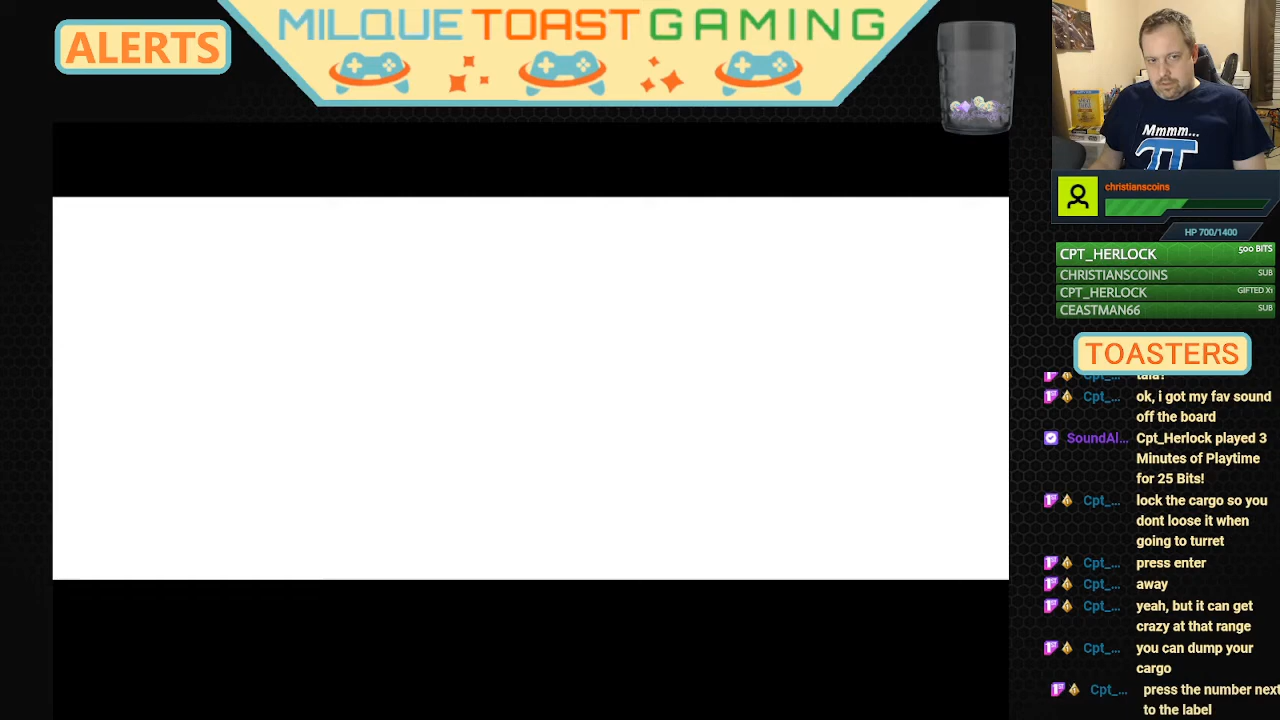 ALERTS
MILQUETOASTGAMING
Mmmm...
christianscoins
HP 700/1400
CPT_HERLOCK 500 BITS
CHRISTIANSCOINS SUB
CPT_HERLOCK GIFTED X1
CEASTMAN66 SUB
TOASTERS
Cpt_...
Cpt_... ok, i got my fav sound
off the board
SoundAl... Cpt_Herlock played 3
Minutes of Playtime
for 25 Bits!
Cpt_... lock the cargo so you
dont loose it when
going to turret
Cpt_... press enter
Cpt_... away
Cpt_... yeah, but it can get
crazy at that range
Cpt_... you can dump your
cargo
Cpt_... press the number next
to the label